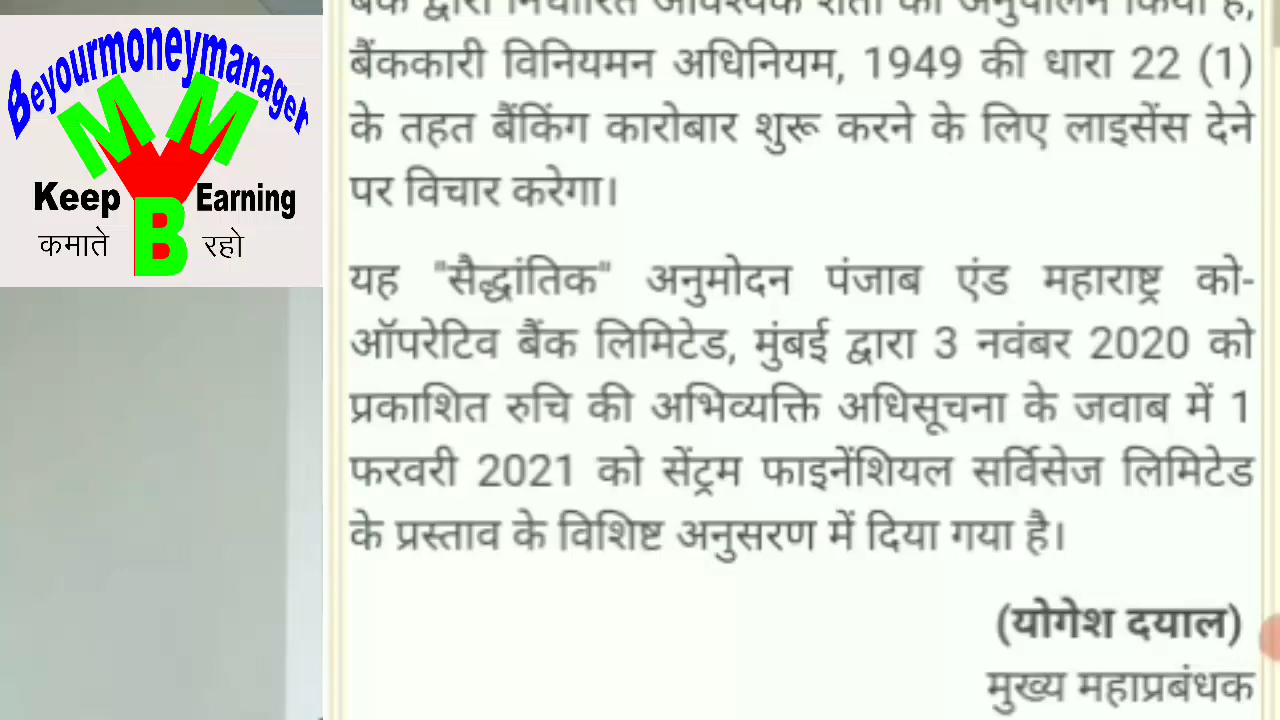 Beyourmoneymanager
M M
Keep Earning
कमाते B रहो
बैंककारी विनियमन अधिनियम, 1949 की धारा 22 (1)
के तहत बैंकिंग कारोबार शुरू करने के लिए लाइसेंस देने
पर विचार करेगा।
यह "सैद्धांतिक" अनुमोदन पंजाब एंड महाराष्ट्र को-
ऑपरेटिव बैंक लिमिटेड, मुंबई द्वारा 3 नवंबर 2020 को
प्रकाशित रुचि की अभिव्यक्ति अधिसूचना के जवाब में 1
फरवरी 2021 को सेंट्रम फाइनेंशियल सर्विसेज लिमिटेड
के प्रस्ताव के विशिष्ट अनुसरण में दिया गया है।
(योगेश दयाल)
मुख्य महाप्रबंधक